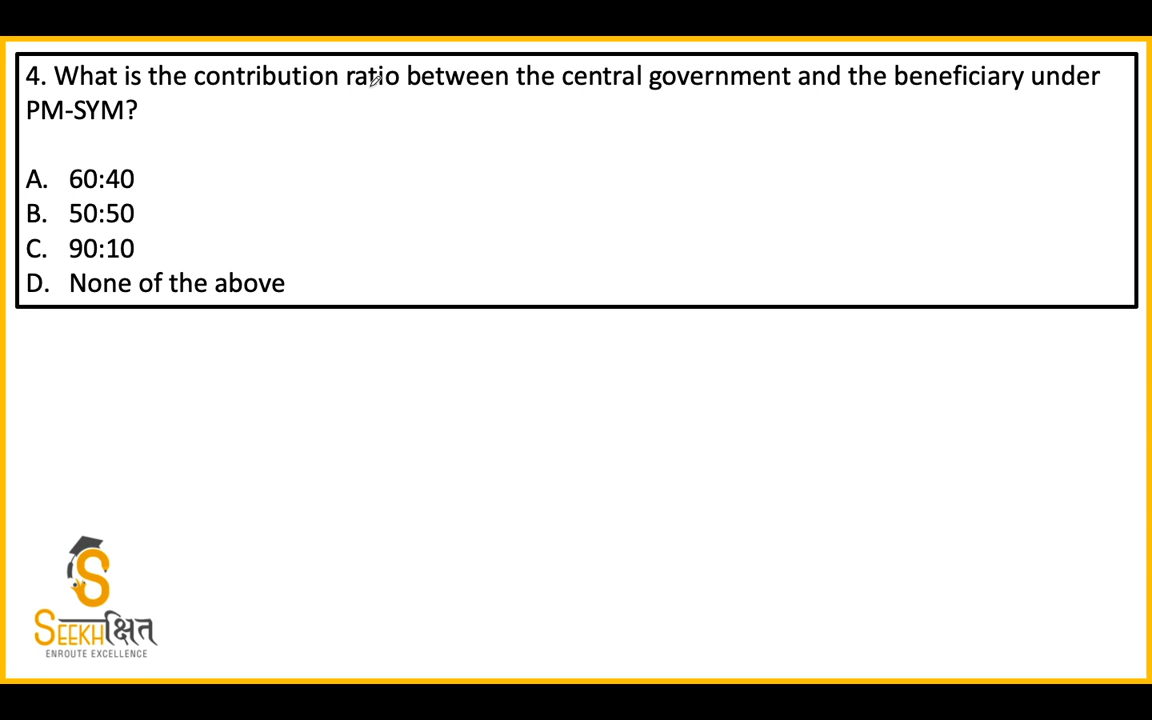 4. What is the contribution ratio between the central government and the beneficiary under
PM-SYM?
A. 60:40
B. 50:50
C. 90:10
D. None of the above
S
SEEKHक्षित
ENROUTE EXCELLENCE